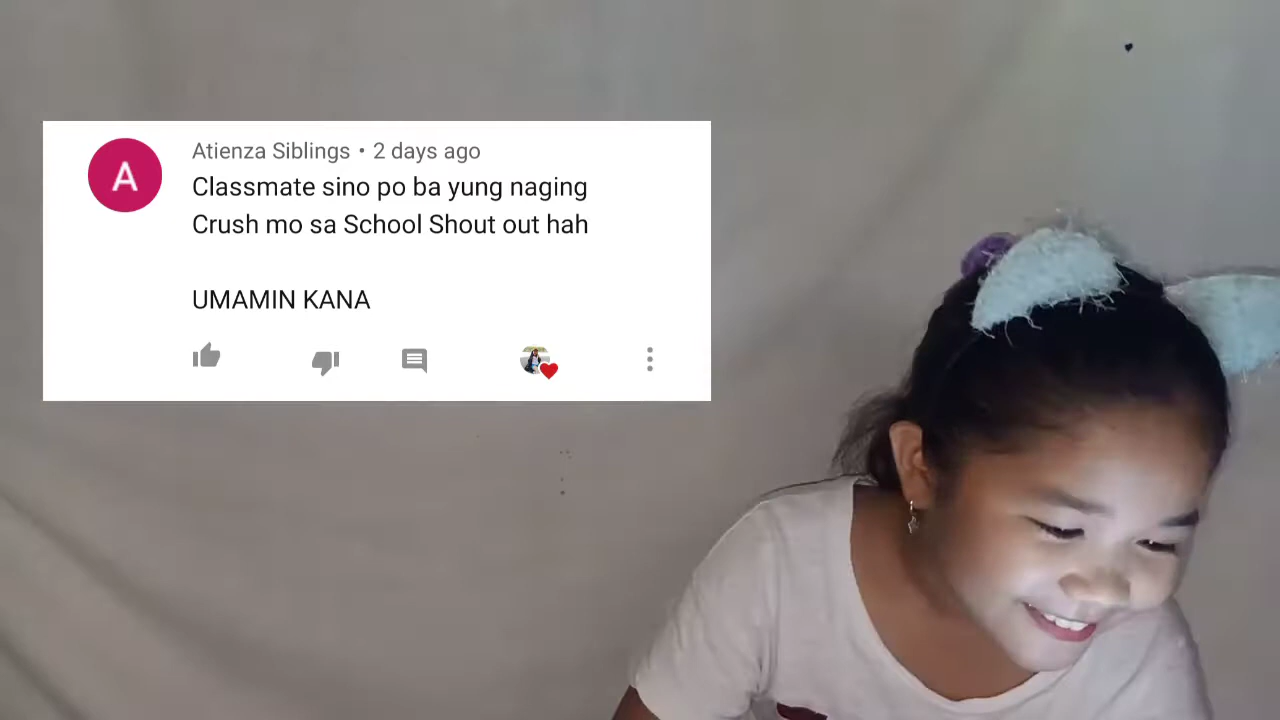 A
Atienza Siblings • 2 days ago
Classmate sino po ba yung naging
Crush mo sa School Shout out hah
UMAMIN KANA